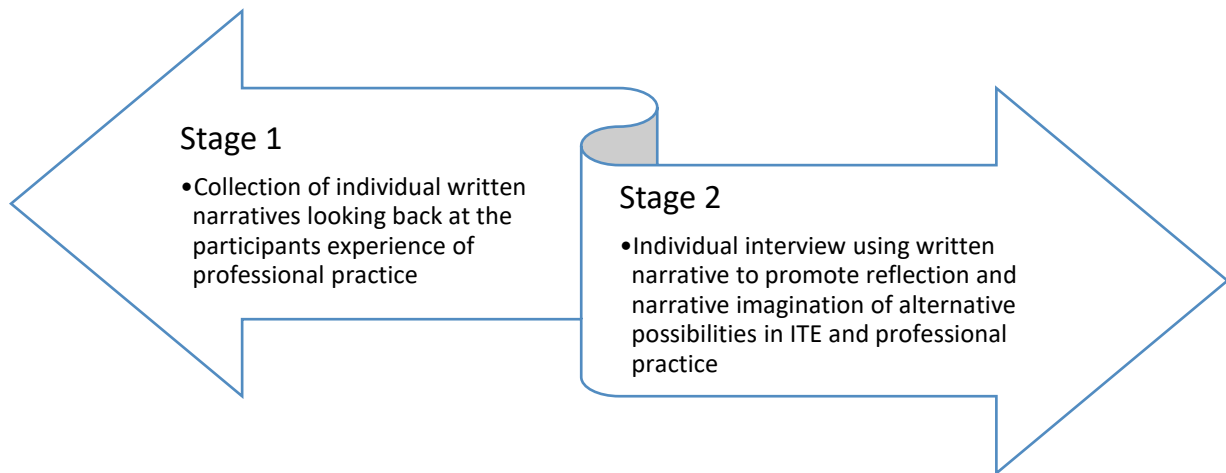 Stage 1
•Collection of individual written
narratives looking back at the
participants experience of
professional practice
Stage 2
•Individual interview using written
narrative to promote reflection and
narrative imagination of alternative
possibilities in ITE and professional
practice